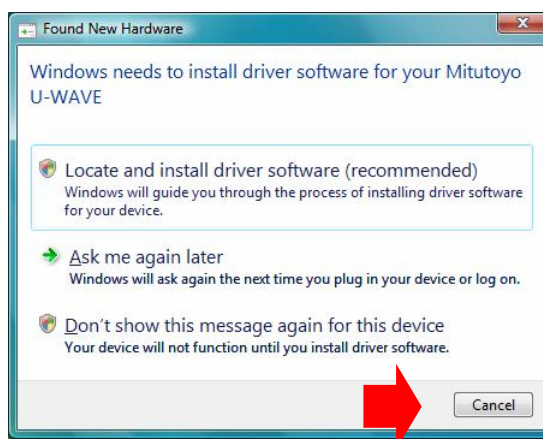 Found New Hardware
Windows needs to install driver software for your Mitutoyo
U-WAVE
Locate and install driver software (recommended)
Windows will guide you through the process of installing driver software
for your device.
Ask me again later
Windows will ask again the next time you plug in your device or log on.
Don't show this message again for this device
Your device will not function until you install driver software.
Cancel